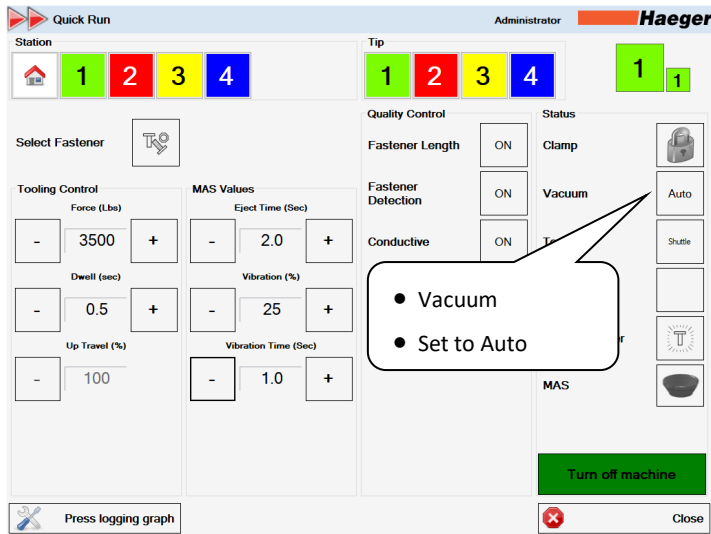 Quick Run
Administrator
Haeger
Station
1 2 3 4
Tip
1 2 3 4
1 1
Select Fastener
Quality Control
Fastener Length ON
Fastener Detection ON
Conductive ON
Status
Clamp
Vacuum Auto
Shuttle
T
MAS
Tooling Control
Force (Lbs)
- 3500 +
Dwell (sec)
- 0.5 +
Up Travel (%)
- 100
MAS Values
Eject Time (Sec)
- 2.0 +
Vibration (%)
- 25 +
Vibration Time (Sec)
- 1.0 +
• Vacuum
• Set to Auto
Turn off machine
Press logging graph
Close